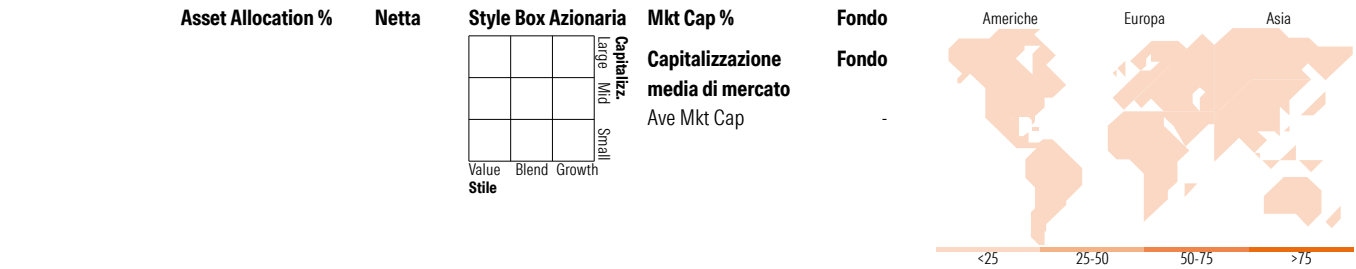 Asset Allocation % Netta
Style Box Azionaria
Capitalizz.
Large Mid Small
Value Blend Growth
Stile
Mkt Cap % Fondo
Capitalizzazione Fondo
media di mercato
Ave Mkt Cap -
Americhe Europa Asia
<25 25-50 50-75 >75